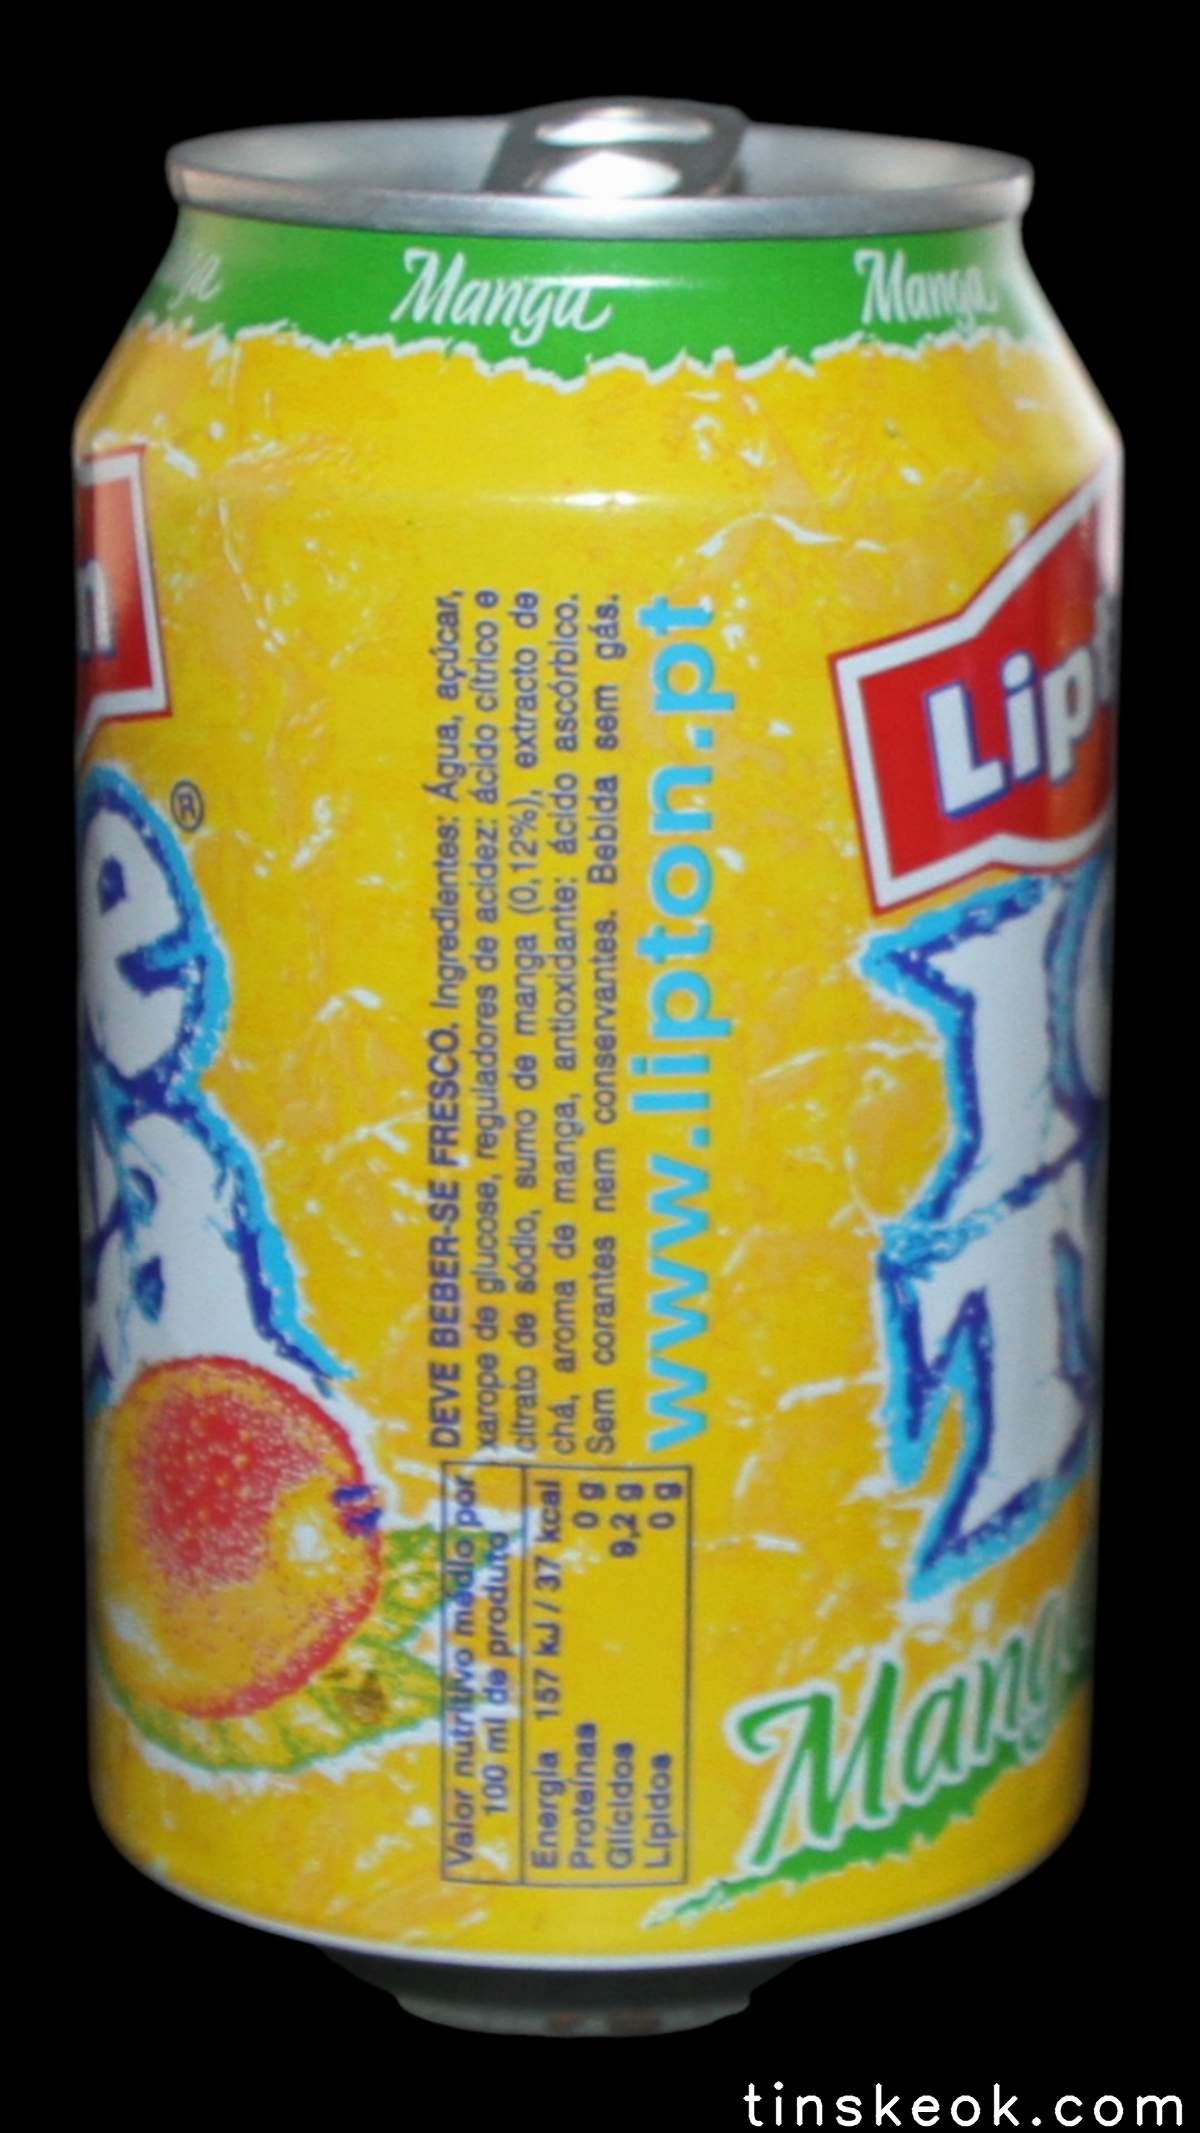 Manga
Manga
n
e
®
Lipt
Manga
DEVE BEBER-SE FRESCO. Ingredientes: Água, açúcar,
xarope de glucose, reguladores de acidez: ácido cítrico e
citrato de sódio, sumo de manga (0,12%), extracto de
chá, aroma de manga, antioxidante: ácido ascórbico.
Sem corantes nem conservantes. Bebida sem gás.
www.lipton.pt
Valor nutritivo médio por
100 ml de produto
Energia 157 kJ / 37 kcal
Proteínas 0 g
Glícidos 9,2 g
Lípidos 0 g
tinskeok.com